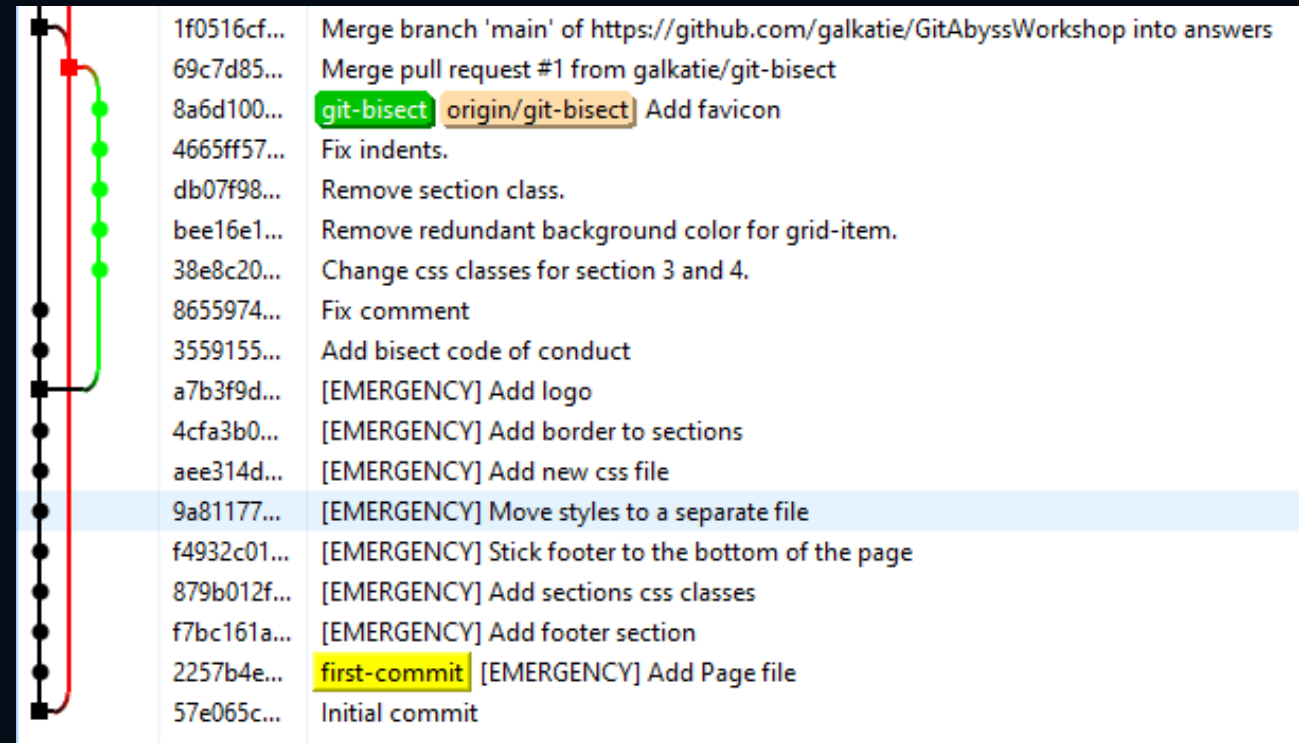 1f0516cf... Merge branch 'main' of https://github.com/galkatie/GitAbyssWorkshop into answers
69c7d85... Merge pull request #1 from galkatie/git-bisect
8a6d100... git-bisect origin/git-bisect Add favicon
4665ff57... Fix indents.
db07f98... Remove section class.
bee16e1... Remove redundant background color for grid-item.
38e8c20... Change css classes for section 3 and 4.
8655974... Fix comment
3559155... Add bisect code of conduct
a7b3f9d... [EMERGENCY] Add logo
4cfa3b0... [EMERGENCY] Add border to sections
aee314d... [EMERGENCY] Add new css file
9a81177... [EMERGENCY] Move styles to a separate file
f4932c01... [EMERGENCY] Stick footer to the bottom of the page
879b012f... [EMERGENCY] Add sections css classes
f7bc161a... [EMERGENCY] Add footer section
2257b4e... first-commit [EMERGENCY] Add Page file
57e065c... Initial commit